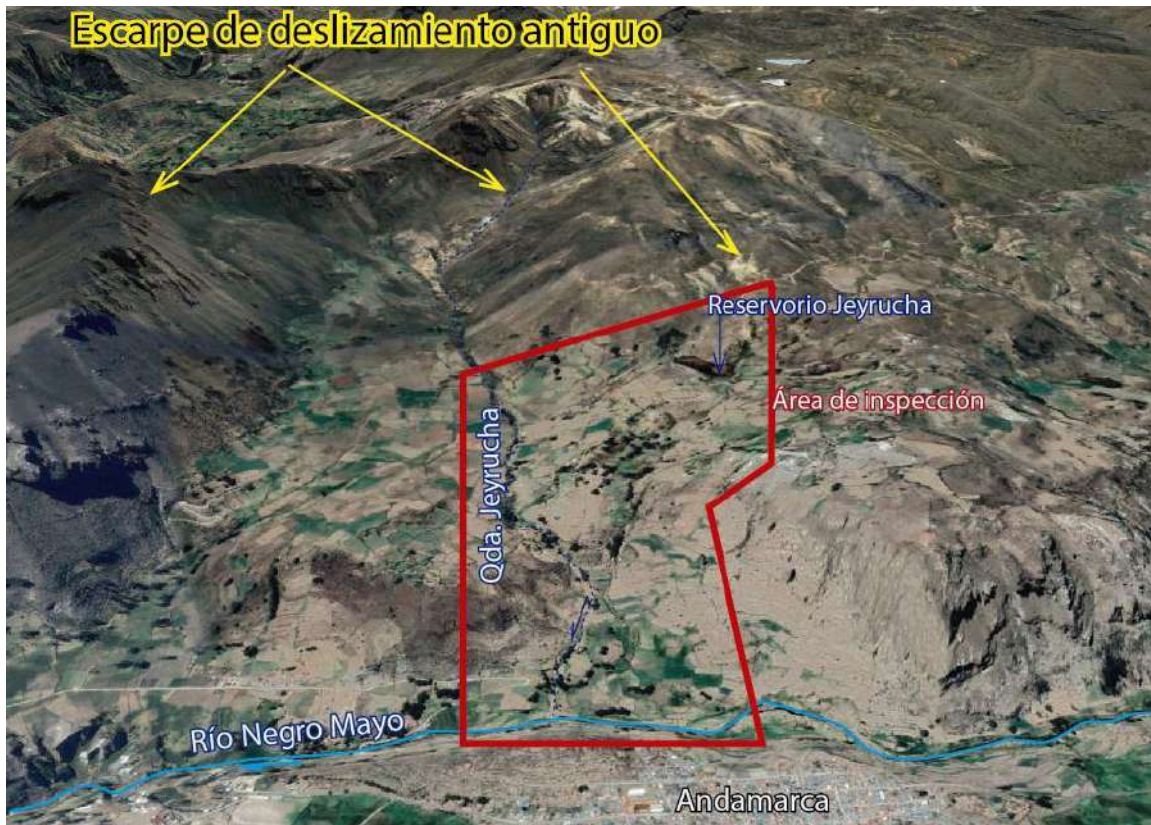 Escarpe de deslizamiento antiguo
Reservorio Jeyrucha
Área de inspección
Qda. Jeyrucha
Río Negro Mayo
Andamarca